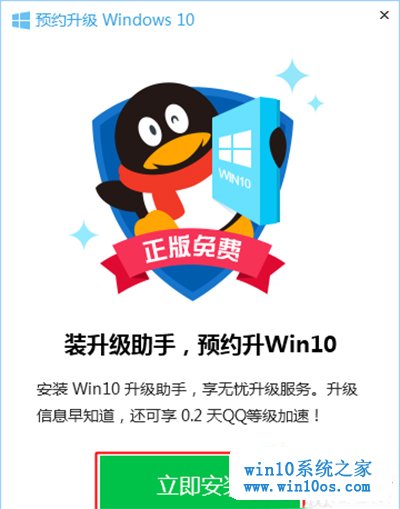 预约升级 Windows 10
WIN10
正版免费
装升级助手，预约升Win10
安装 Win10 升级助手，享无忧升级服务。升级
信息早知道，还可享 0.2 天QQ等级加速！
立即安装
win10系统之家
www.win10os.com